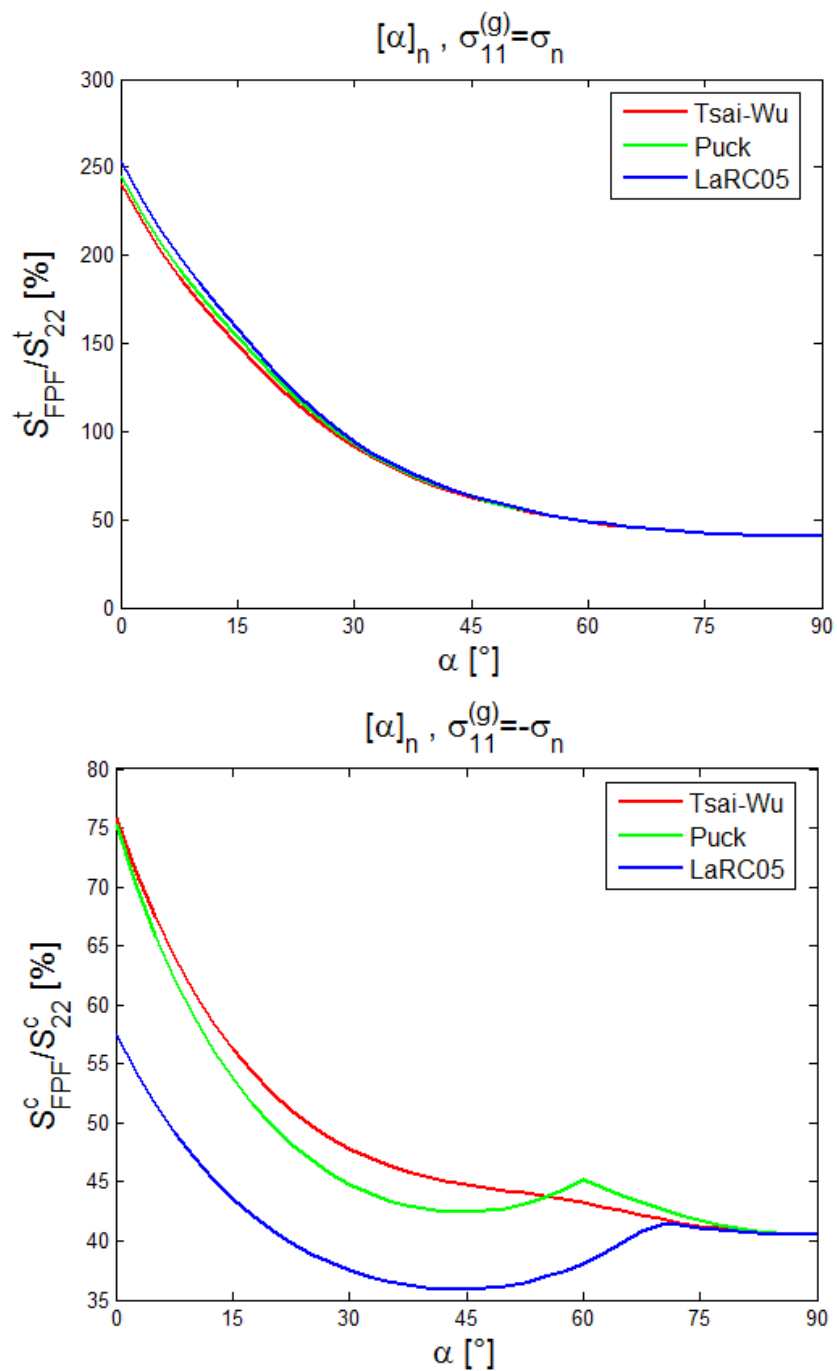 [α]n , σ11(g)=σn
300
250
200
150
100
50
0
StFPF/St22 [%]
Tsai-Wu
Puck
LaRC05
0 15 30 45 60 75 90
α [°]
[α]n , σ11(g)=-σn
80
75
70
65
60
55
50
45
40
35
ScFPF/Sc22 [%]
Tsai-Wu
Puck
LaRC05
0 15 30 45 60 75 90
α [°]